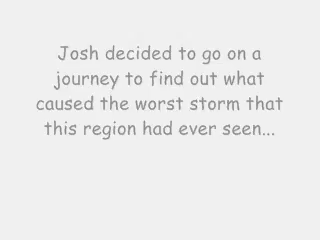 Josh decided to go on a
journey to find out what
caused the worst storm that
this region had ever seen...